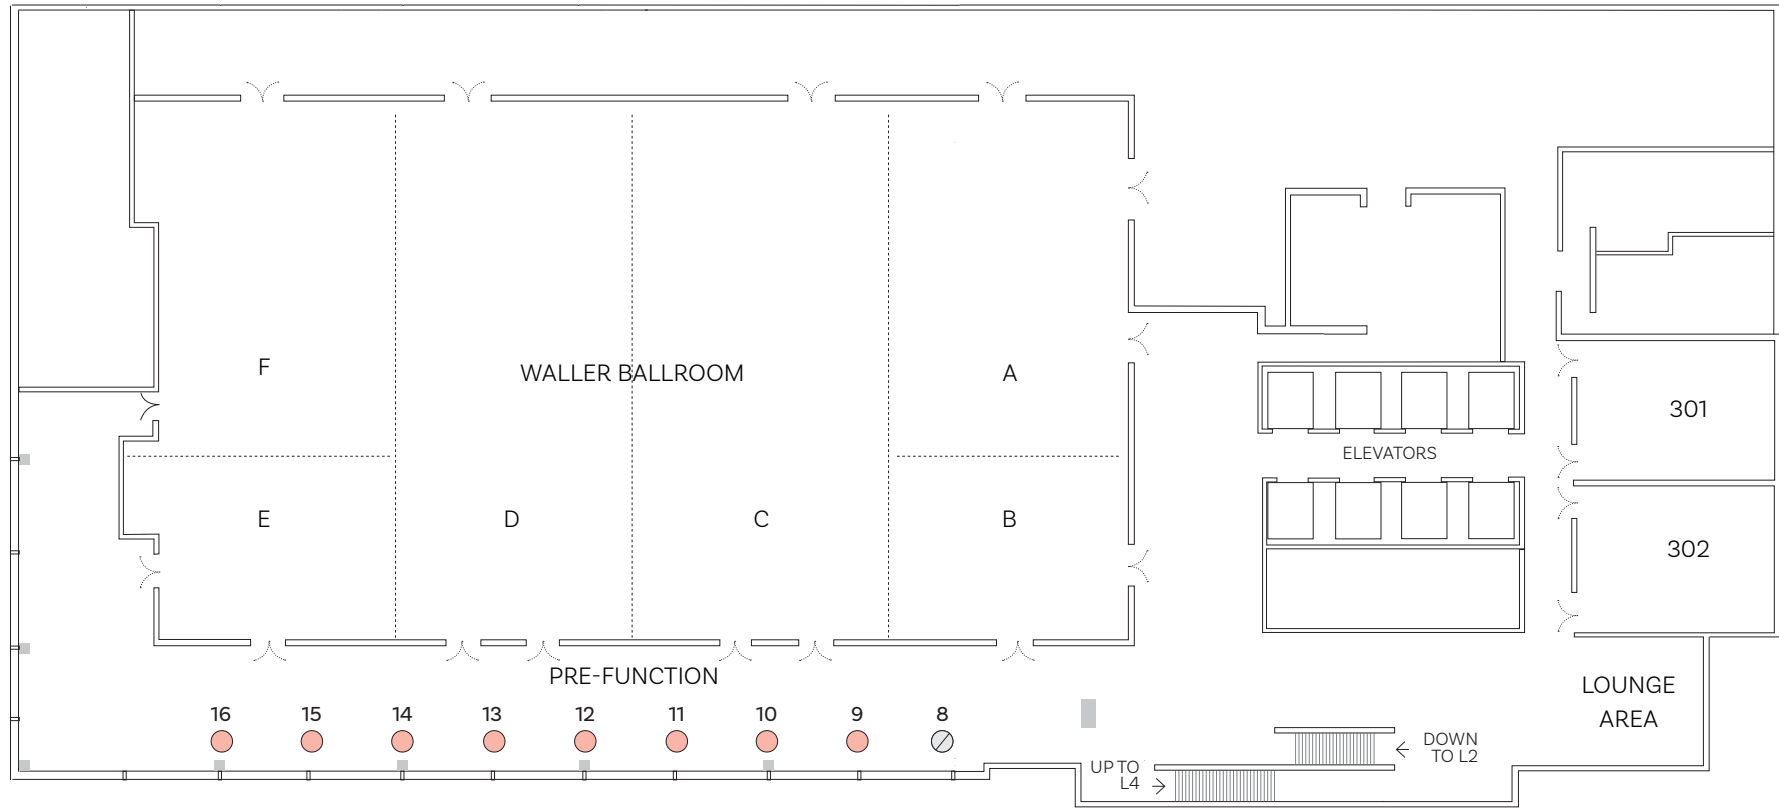 F
WALLER BALLROOM
A
301
ELEVATORS
E
D
C
B
302
PRE-FUNCTION
LOUNGE
AREA
16
15
14
13
12
11
10
9
8
DOWN
TO L2
UP TO
L4